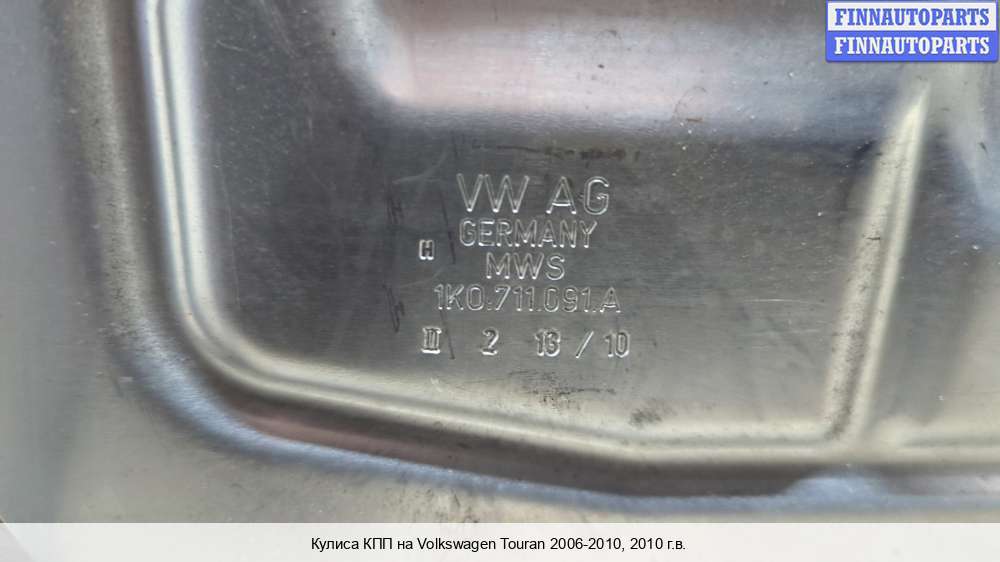 FINNAUTOPARTS
FINNAUTOPARTS
VW AG
GERMANY
H
MWS
1K0.711.091.A
II 2 13 / 10
Кулиса КПП на Volkswagen Touran 2006-2010, 2010 г.в.